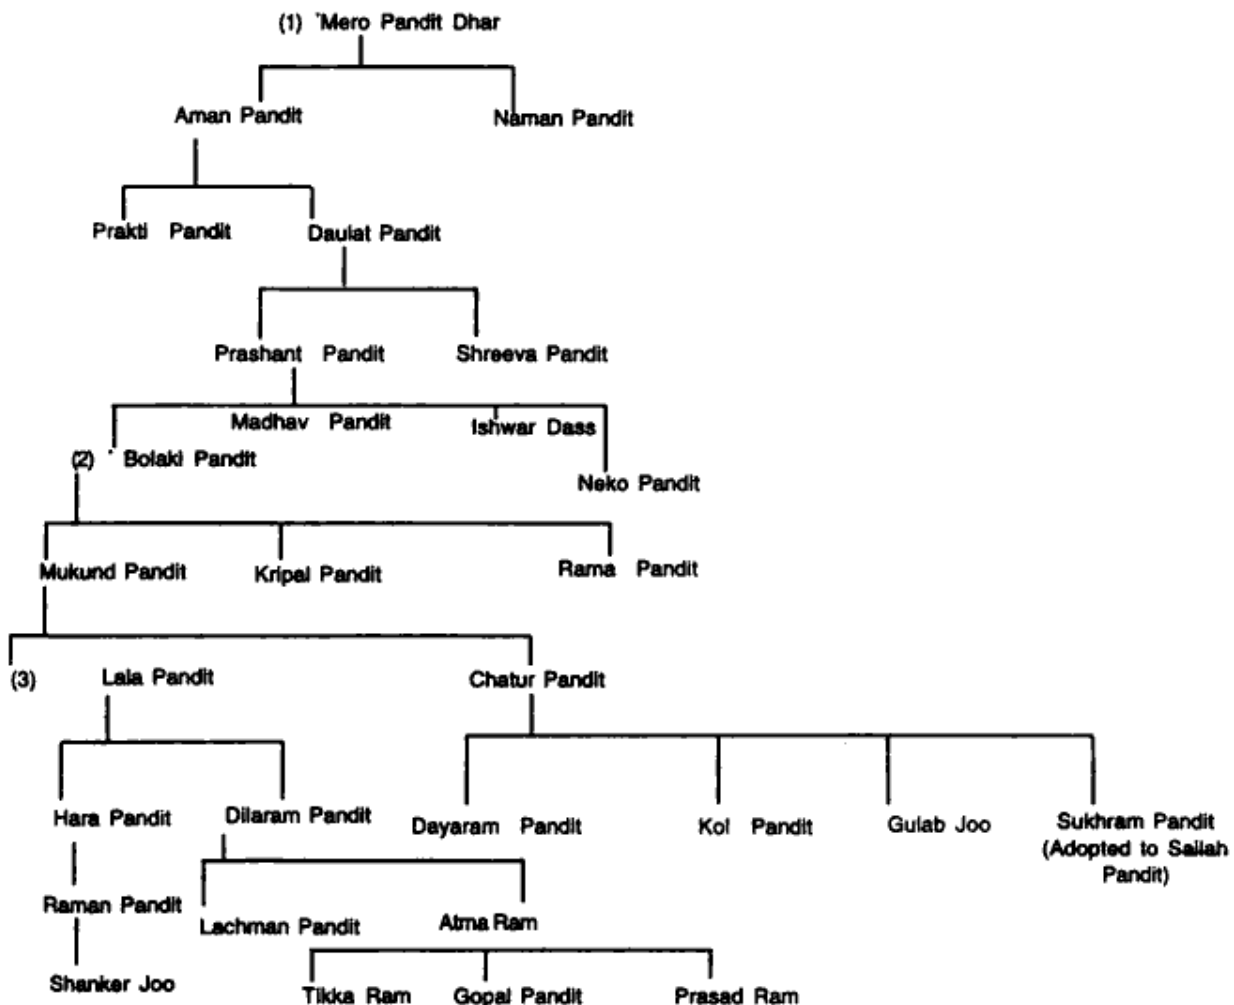 (1) 'Mero Pandit Dhar
Aman Pandit Naman Pandit
Prakti Pandit Daulat Pandit
Prashant Pandit Shreeva Pandit
Madhav Pandit Ishwar Dass
(2) ' Bolaki Pandit
Neko Pandit
Mukund Pandit Kripal Pandit Rama Pandit
(3) Lala Pandit Chatur Pandit
Hara Pandit Dilaram Pandit Dayaram Pandit Kol Pandit Gulab Joo Sukhram Pandit
(Adopted to Sallah
Pandit)
Raman Pandit Lachman Pandit Atma Ram
Shanker Joo Tikka Ram Gopal Pandit Prasad Ram